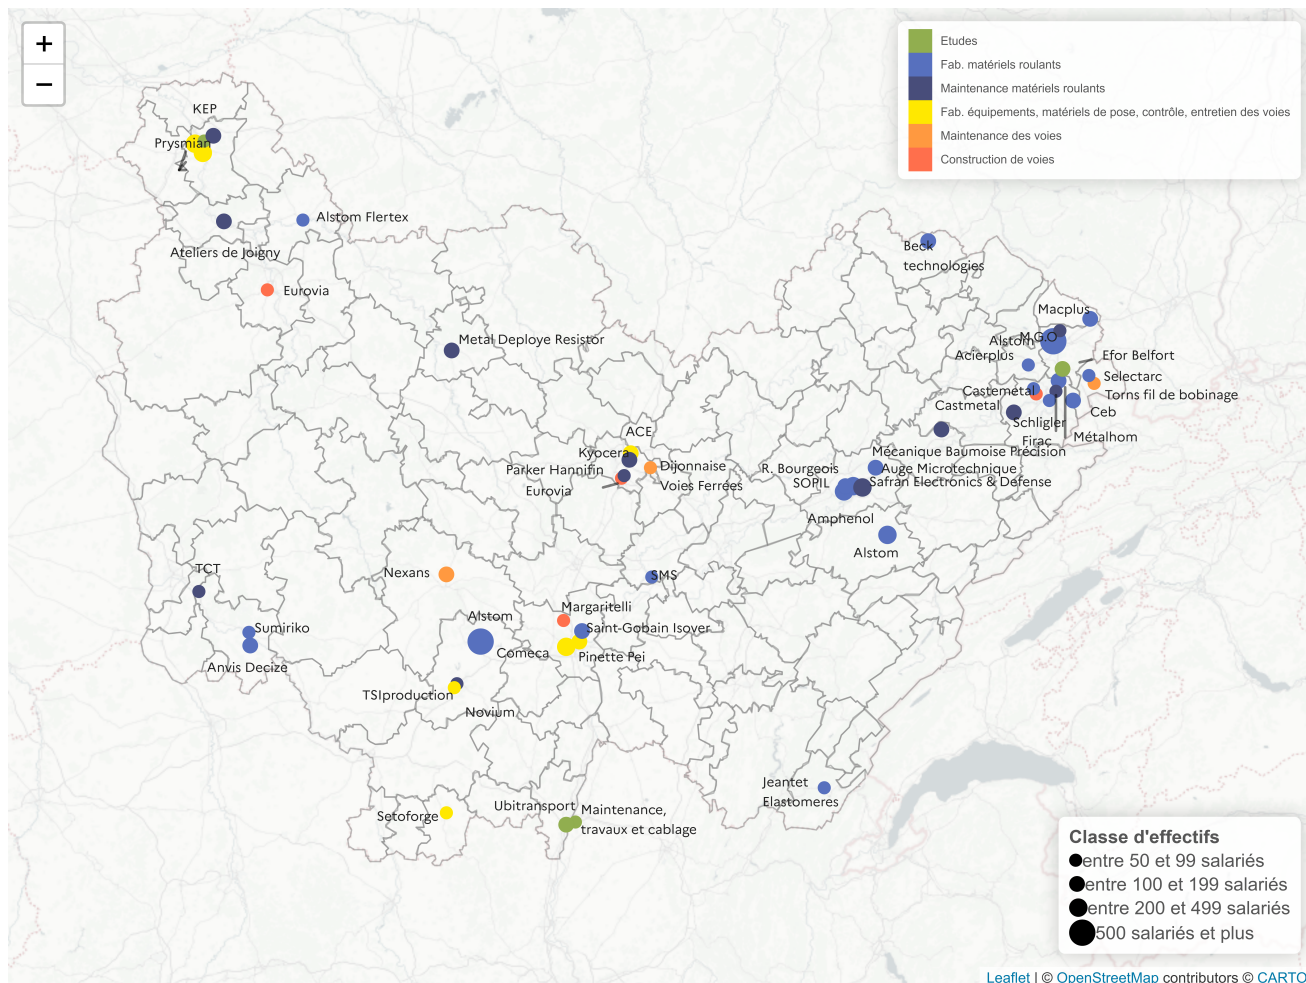 +
−
Etudes
Fab. matériels roulants
Maintenance matériels roulants
Fab. équipements, matériels de pose, contrôle, entretien des voies
Maintenance des voies
Construction de voies
KEP
Prysmian
Alstom Flertex
Ateliers de Joigny
Eurovia
Beck
technologies
Macplus
M.G.O
Alstom
Acierplus
Metal Deploye Resistor
Efor Belfort
Selectarc
Castemetal
Torns fil de bobinage
Castmetal
Ceb
Schligler
Firac
Métalhom
ACE
Kyocera
Mécanique Baumoise Précision
Parker Hannifin
Dijonnaise
Voies Ferrées
R. Bourgeois
Auge Microtechnique
SOPIL
Safran Electronics & Defense
Eurovia
Amphenol
Alstom
TCT
Nexans
SMS
Margaritelli
Alstom
Sumiriko
Saint-Gobain Isover
Comeca
Pinette Pei
Anvis Decize
TSIproduction
Novium
Jeantet
Elastomeres
Ubitransport
Maintenance,
travaux et cablage
Setoforge
Classe d'effectifs
entre 50 et 99 salariés
entre 100 et 199 salariés
entre 200 et 499 salariés
500 salariés et plus
Leaflet | © OpenStreetMap contributors © CARTO